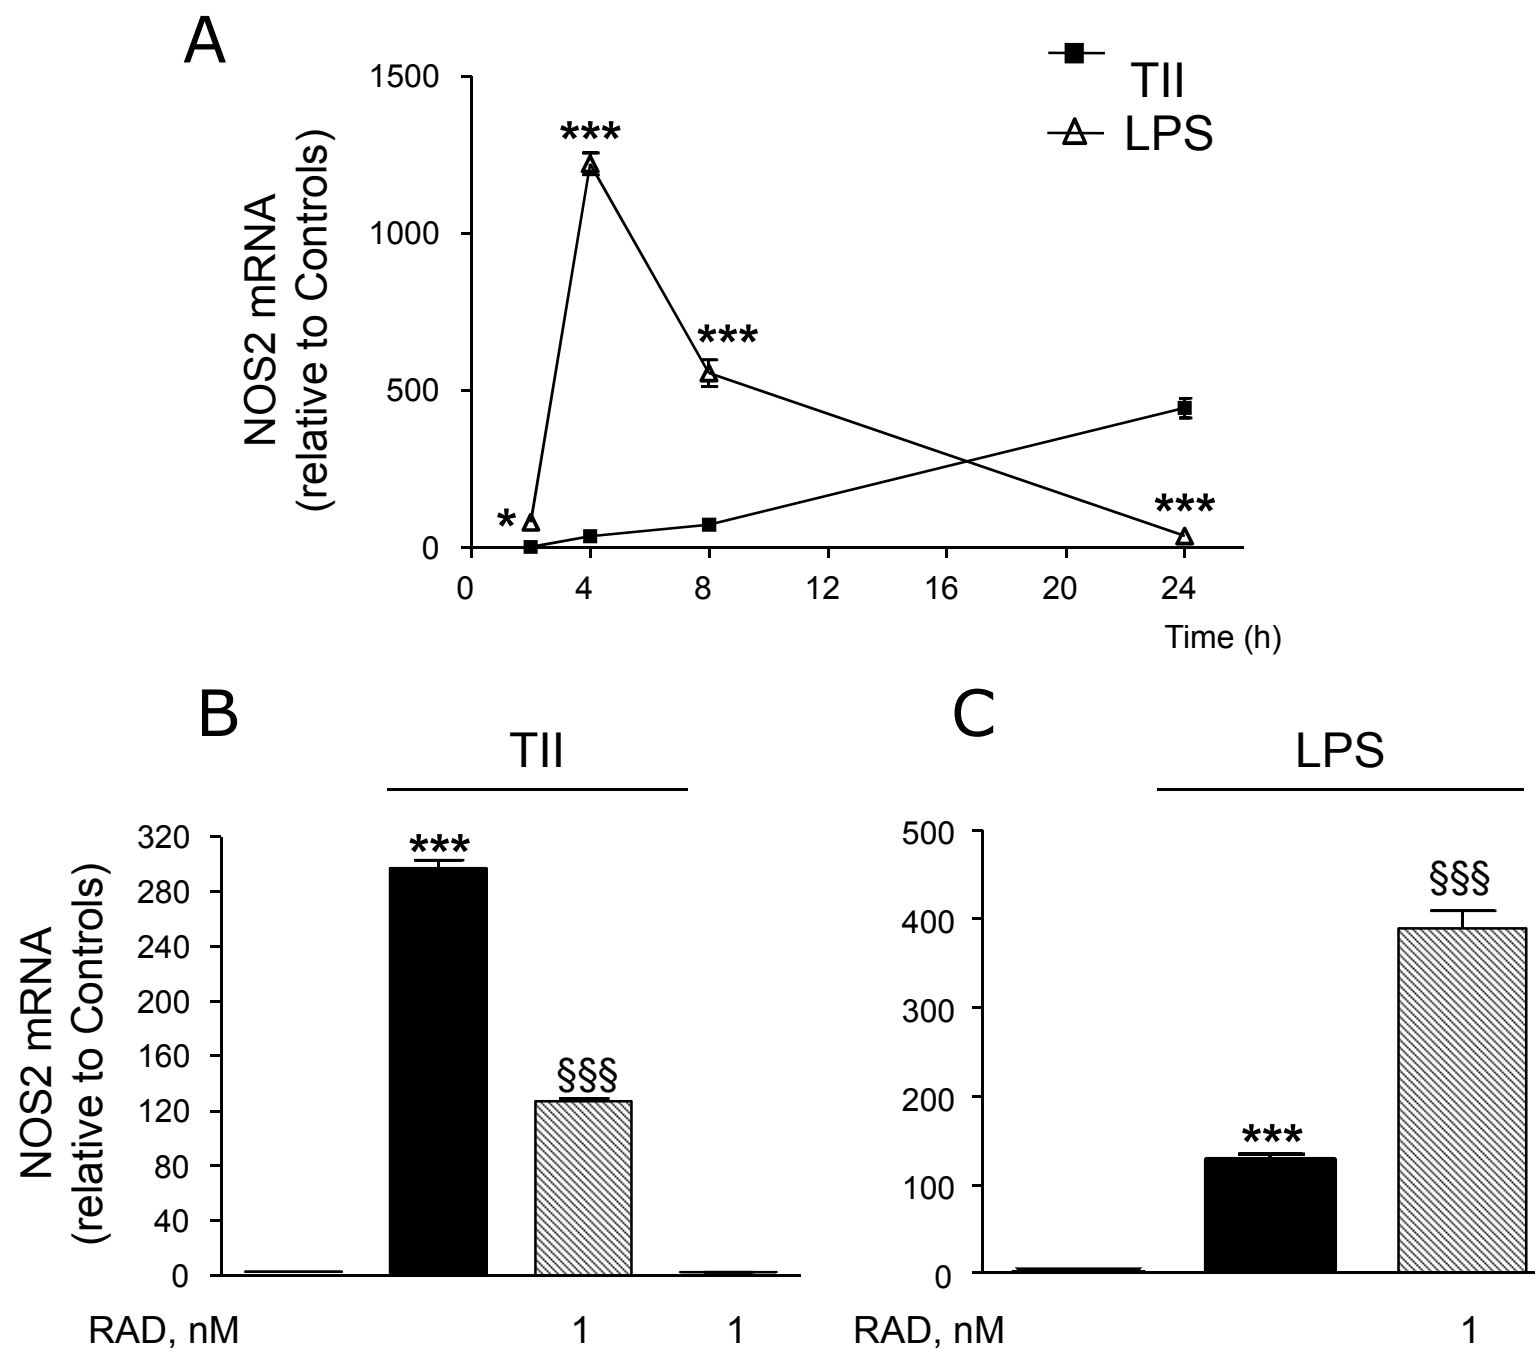 A
TII
LPS
NOS2 mRNA
(relative to Controls)
1500
1000
500
0
***
***
*
***
0 4 8 12 16 20 24
Time (h)
B
TII
NOS2 mRNA
(relative to Controls)
320
280
240
200
160
120
80
40
0
***
§§§
RAD, nM 1 1
C
LPS
500
400
300
200
100
0
***
§§§
RAD, nM 1